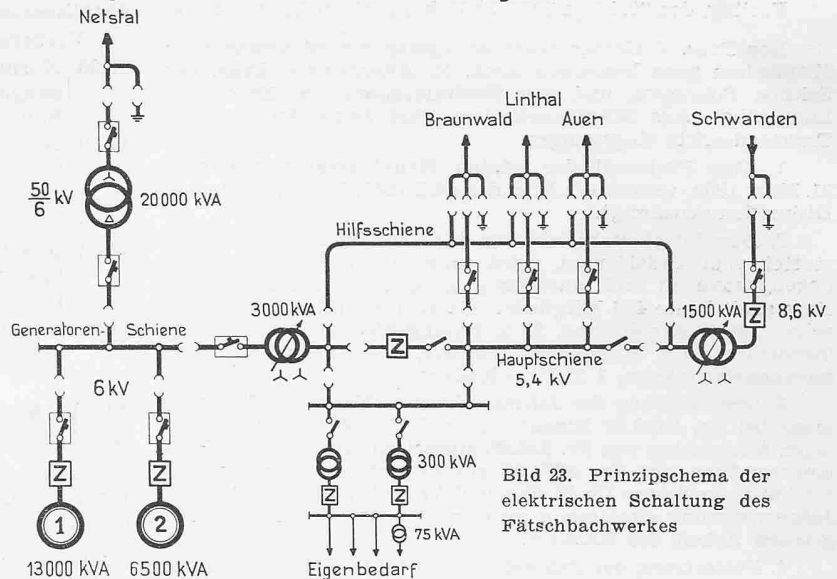 Netstal
50/6 kV
20000 kVA
Linthal
Braunwald
Auen
Schwanden
Hilfsschiene
3000 kVA
1500 kVA
Z
8,6 kV
Generatoren-Schiene
Z
Hauptschiene
5,4 kV
6 kV
Z
Z
300 kVA
Z
Z
1
2
75 kVA
13000 kVA
6500 kVA
Eigenbedarf
Bild 23. Prinzipschema der
elektrischen Schaltung des
Fätschbachwerkes